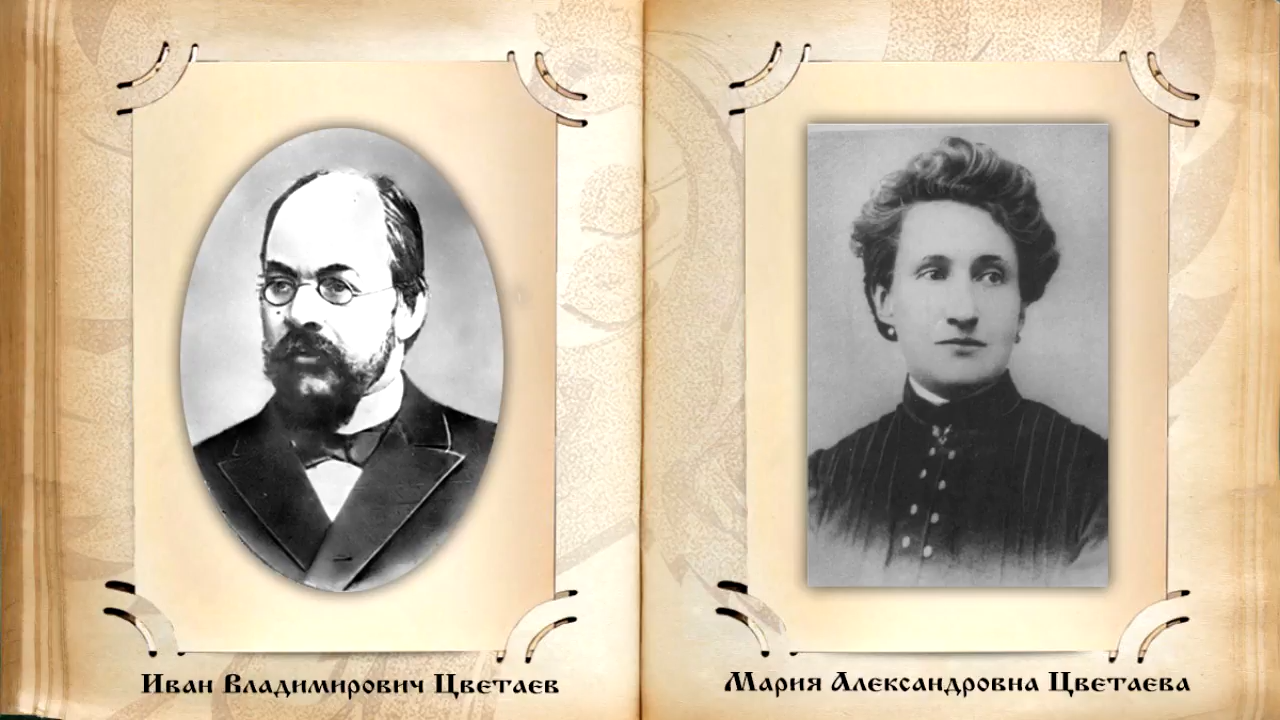 Иван Владимирович Цветаев
Мария Александровна Цветаева